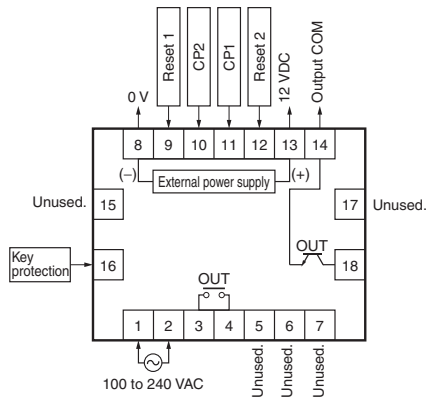 0 V
Reset 1
CP2
CP1
Reset 2
12 VDC
Output COM
8 9 10 11 12 13 14
(−) External power supply (+)
Unused. 15
17 Unused.
Key
protection
16
OUT
18
OUT
1 2 3 4 5 6 7
100 to 240 VAC
Unused.
Unused.
Unused.